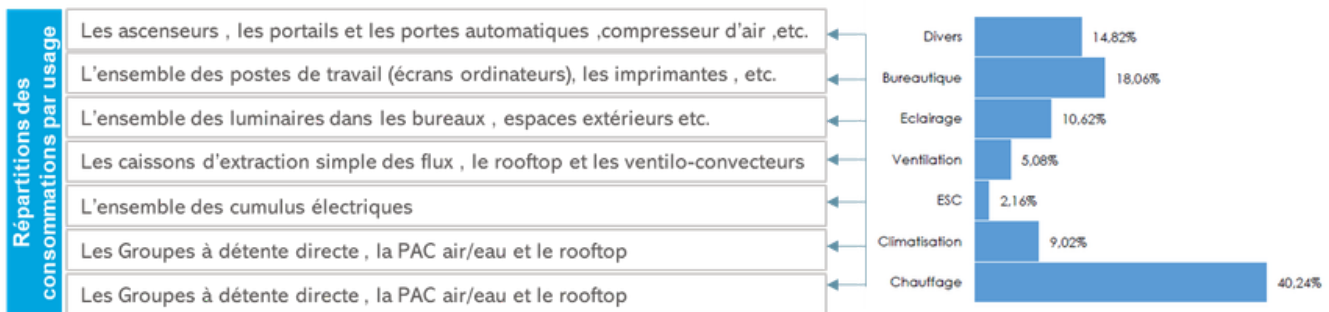 Répartitions des
consommations par usage
Les ascenseurs , les portails et les portes automatiques ,compresseur d'air ,etc.
L'ensemble des postes de travail (écrans ordinateurs), les imprimantes , etc.
L'ensemble des luminaires dans les bureaux , espaces extérieurs etc.
Les caissons d'extraction simple des flux , le rooftop et les ventilo-convecteurs
L'ensemble des cumulus électriques
Les Groupes à détente directe , la PAC air/eau et le rooftop
Les Groupes à détente directe , la PAC air/eau et le rooftop
Divers 14,82%
Bureautique 18,06%
Eclairage 10,62%
Ventilation 5,08%
ESC 2,16%
Climatisation 9,02%
Chauffage 40,24%